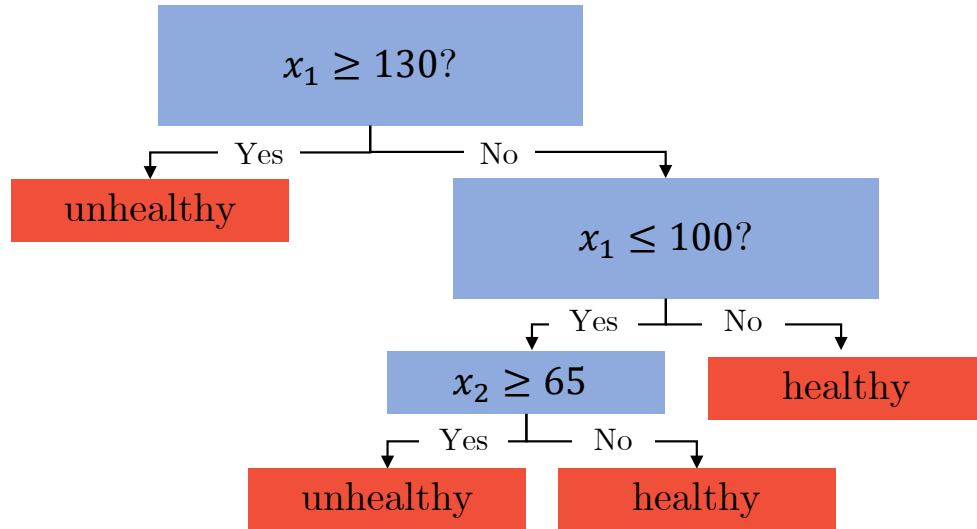 x₁ ≥ 130?
Yes
No
unhealthy
x₁ ≤ 100?
Yes
No
x₂ ≥ 65
healthy
Yes
No
unhealthy
healthy